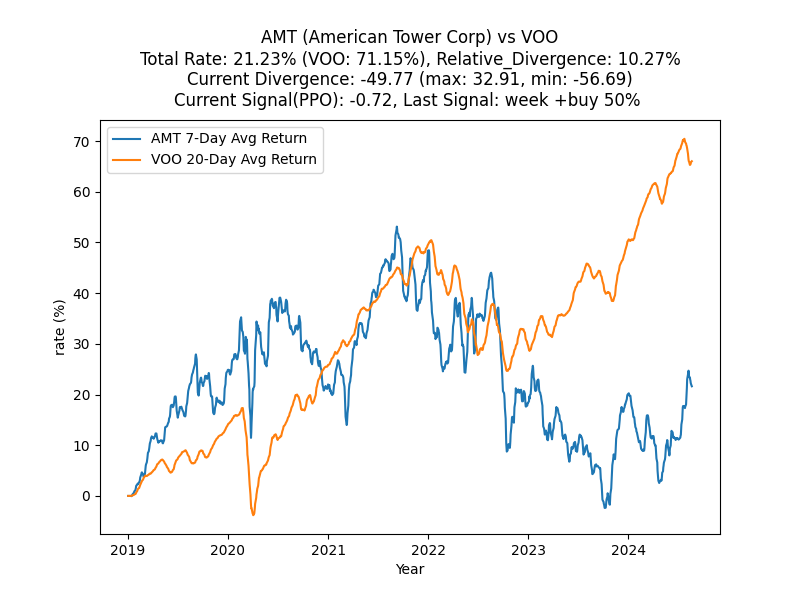 AMT (American Tower Corp) vs VOO
Total Rate: 21.23% (VOO: 71.15%), Relative_Divergence: 10.27%
Current Divergence: -49.77 (max: 32.91, min: -56.69)
Current Signal(PPO): -0.72, Last Signal: week +buy 50%
AMT 7-Day Avg Return
VOO 20-Day Avg Return
rate (%)
70
60
50
40
30
20
10
0
2019 2020 2021 2022 2023 2024
Year